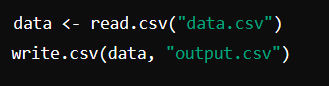 data <- read.csv("data.csv")
write.csv(data, "output.csv")